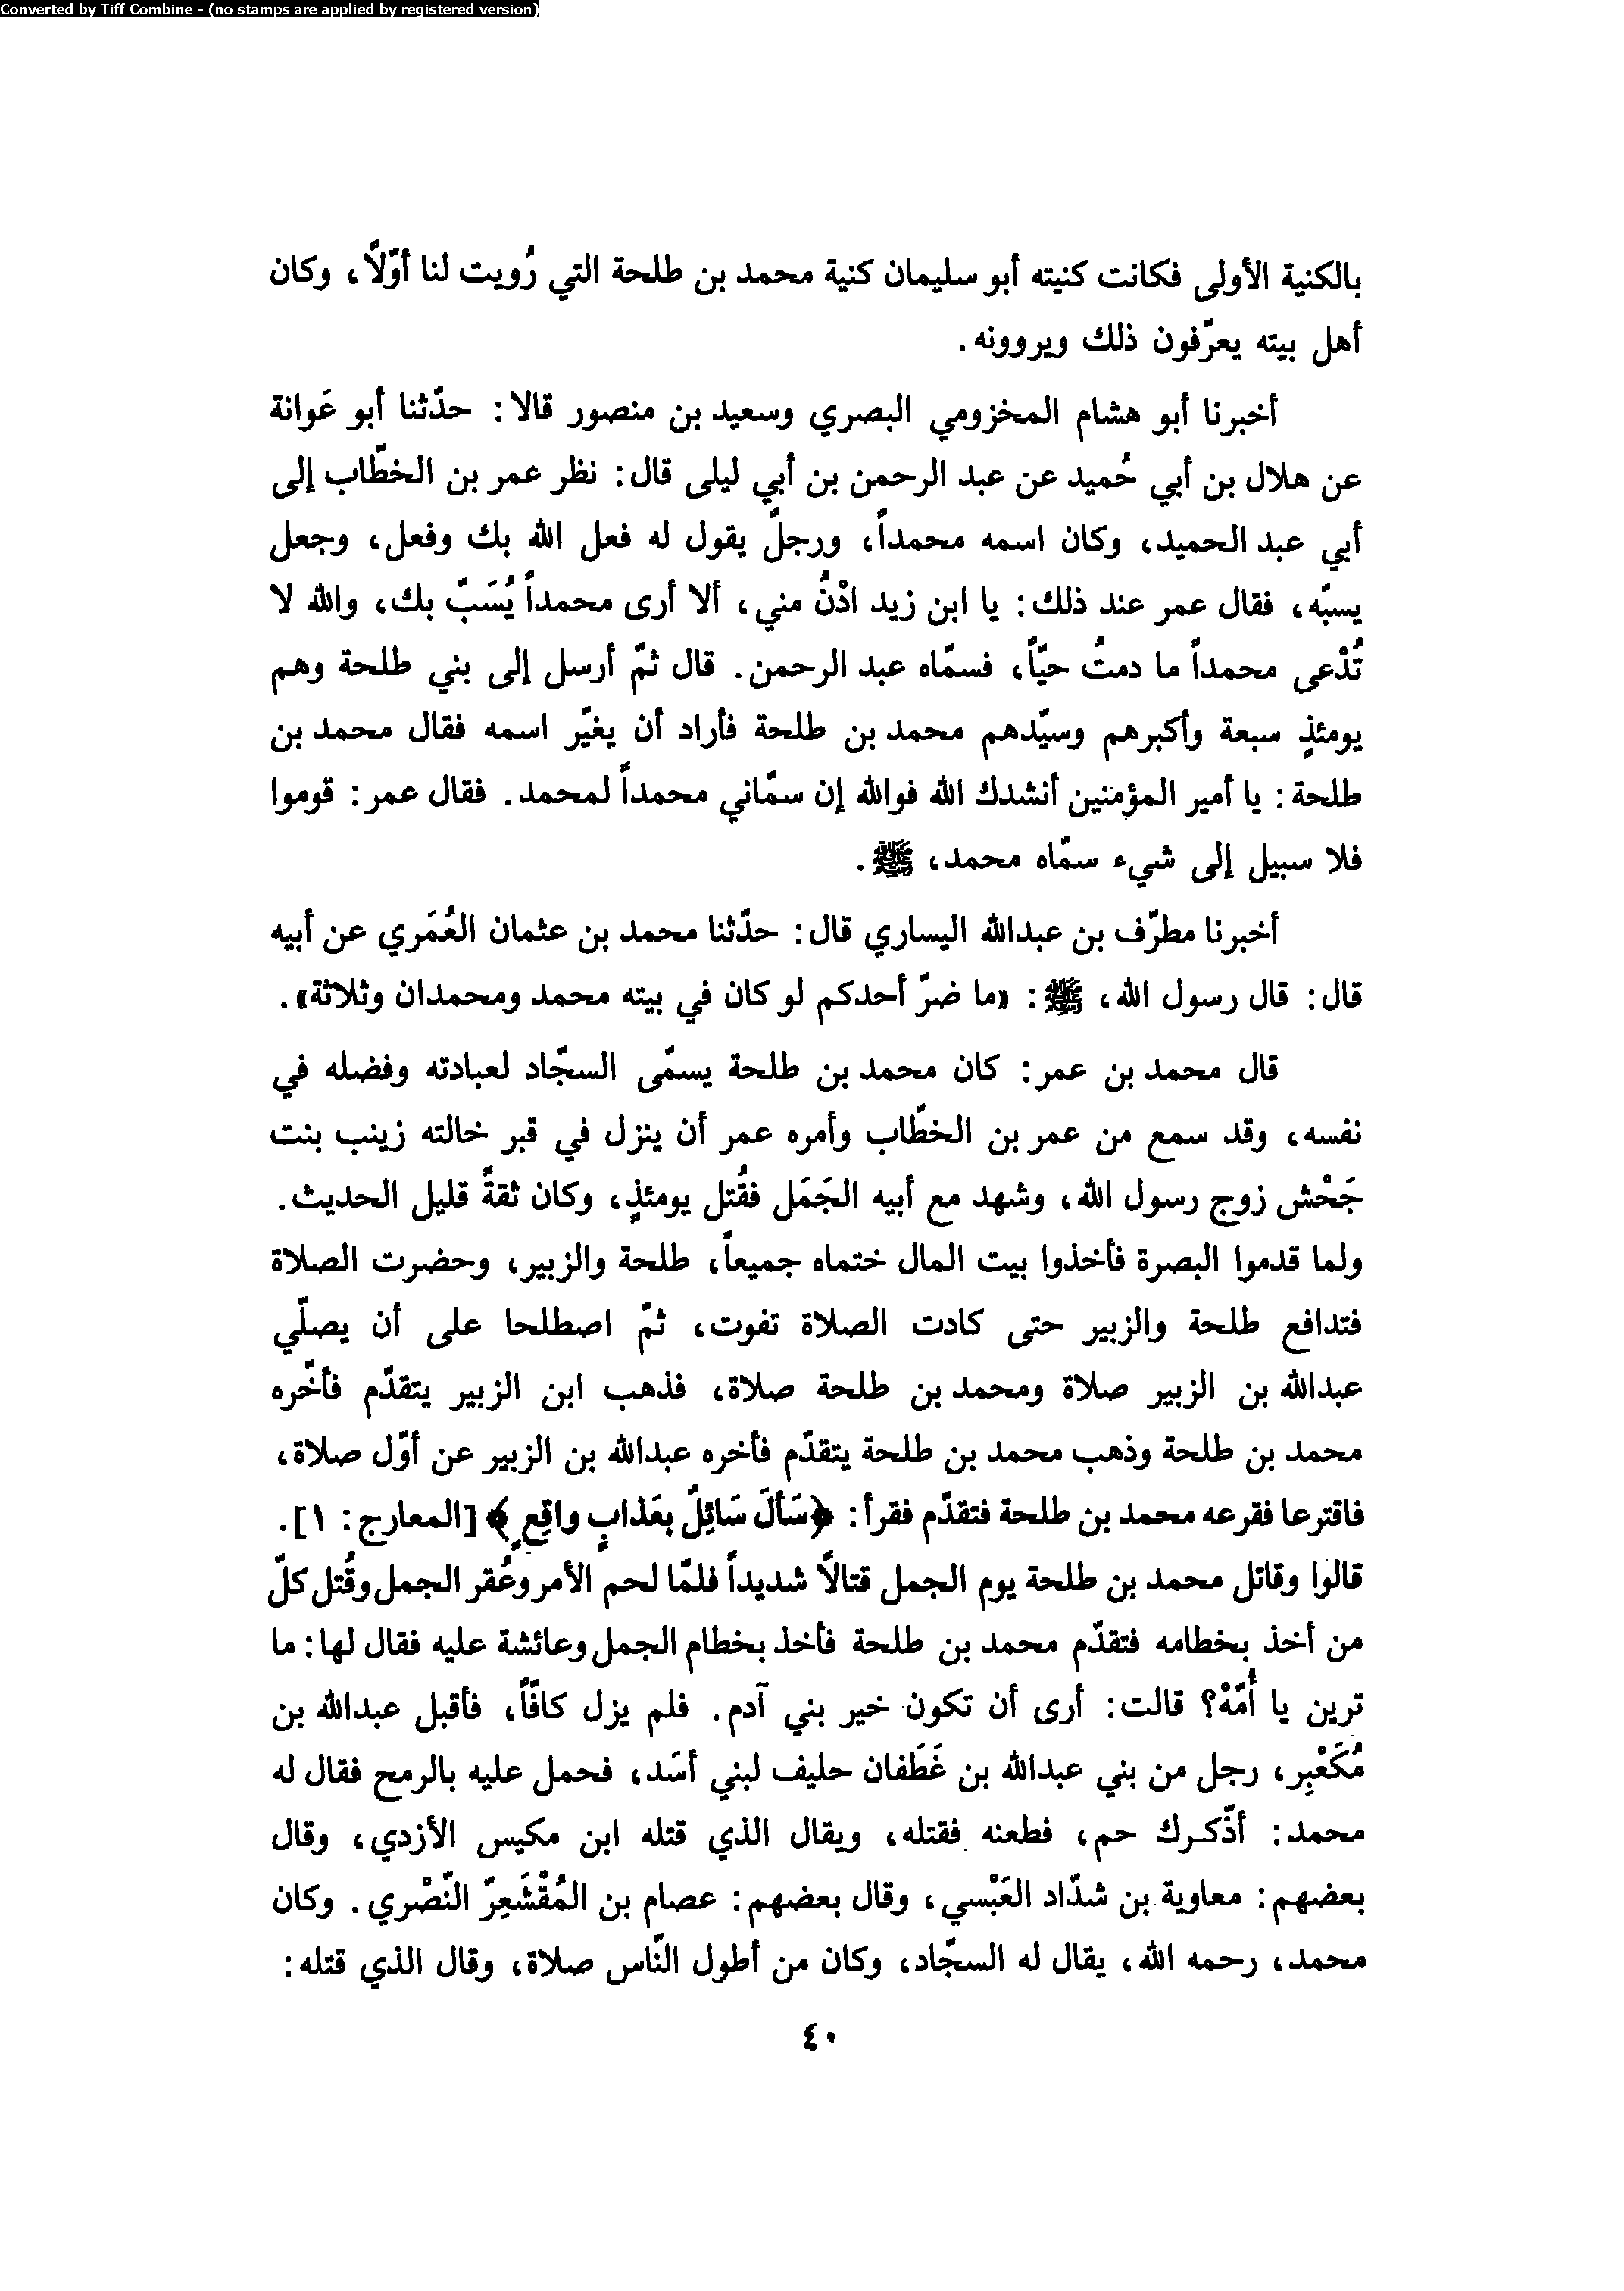 Converted by Tiff Combine - (no stamps are applied by registered version)
بالكنية الأولى فكانت كنيته أبو سليمان كنية محمد بن طلحة التي رُويت لنا أوّلاً، وكان
أهل بيته يعرّفون ذلك ويروونه.
أخبرنا أبو هشام المخزومي البصري وسعيد بن منصور قالا: حدّثنا أبو عَوانة
عن هلال بن أبي حُميد عن عبد الرحمن بن أبي ليلى قال: نظر عمر بن الخطّاب إلى
أبي عبد الحميد، وكان اسمه محمداً، ورجلٌ يقول له فعل الله بك وفعل، وجعل
يسبّه، فقال عمر عند ذلك: يا ابن زيد ادْنُ مني، ألا أرى محمداً يُسَبّ بك، والله لا
تُدْعى محمداً ما دمتُ حيّاً، فسمّاه عبد الرحمن. قال ثمّ أرسل إلى بني طلحة وهم
يومئذٍ سبعة وأكبرهم وسيّدهم محمد بن طلحة فأراد أن يغيّر اسمه فقال محمد بن
طلحة: يا أمير المؤمنين أنشدك الله فوالله إن سمّاني محمداً لمحمد. فقال عمر: قوموا
فلا سبيل إلى شيء سمّاه محمد، ﷺ.
أخبرنا مطرّف بن عبدالله اليساري قال: حدّثنا محمد بن عثمان العُمَري عن أبيه
قال: قال رسول الله، ﷺ: «ما ضرّ أحدكم لو كان في بيته محمد ومحمدان وثلاثة».
قال محمد بن عمر: كان محمد بن طلحة يسمّى السجّاد لعبادته وفضله في
نفسه، وقد سمع من عمر بن الخطّاب وأمره عمر أن ينزل في قبر خالته زينب بنت
جَحْش زوج رسول الله، وشهد مع أبيه الجَمَل فقُتل يومئذٍ، وكان ثقةً قليل الحديث.
ولما قدموا البصرة فأخذوا بيت المال ختماه جميعاً، طلحة والزبير، وحضرت الصلاة
فتدافع طلحة والزبير حتى كادت الصلاة تفوت، ثمّ اصطلحا على أن يصلّي
عبدالله بن الزبير صلاة ومحمد بن طلحة صلاة، فذهب ابن الزبير يتقدّم فأخّره
محمد بن طلحة وذهب محمد بن طلحة يتقدّم فأخره عبدالله بن الزبير عن أوّل صلاة،
فاقترعا فقرعه محمد بن طلحة فتقدّم فقرأ: ﴿سَأَلَ سَائِلٌ بعَذابٍ واقِعٍ﴾ [المعارج: ١].
قالوا وقاتل محمد بن طلحة يوم الجمل قتالاً شديداً فلمّا لحم الأمر وعُقر الجمل وقُتل كلّ
من أخذ بخطامه فتقدّم محمد بن طلحة فأخذ بخطام الجمل وعائشة عليه فقال لها: ما
ترين يا أُمّهْ؟ قالت: أرى أن تكون خير بني آدم. فلم يزل كافّاً، فأقبل عبدالله بن
مُكَعْبِر، رجل من بني عبدالله بن غَطَفان حليف لبني أسَد، فحمل عليه بالرمح فقال له
محمد: أذّكرك حم، فطعنه فقتله، ويقال الذي قتله ابن مكيس الأزدي، وقال
بعضهم: معاوية بن شدّاد العَبْسي، وقال بعضهم: عصام بن المُقْشَعِرّ النّصْري. وكان
محمد، رحمه الله، يقال له السجّاد، وكان من أطول النّاس صلاة، وقال الذي قتله:
٤٠